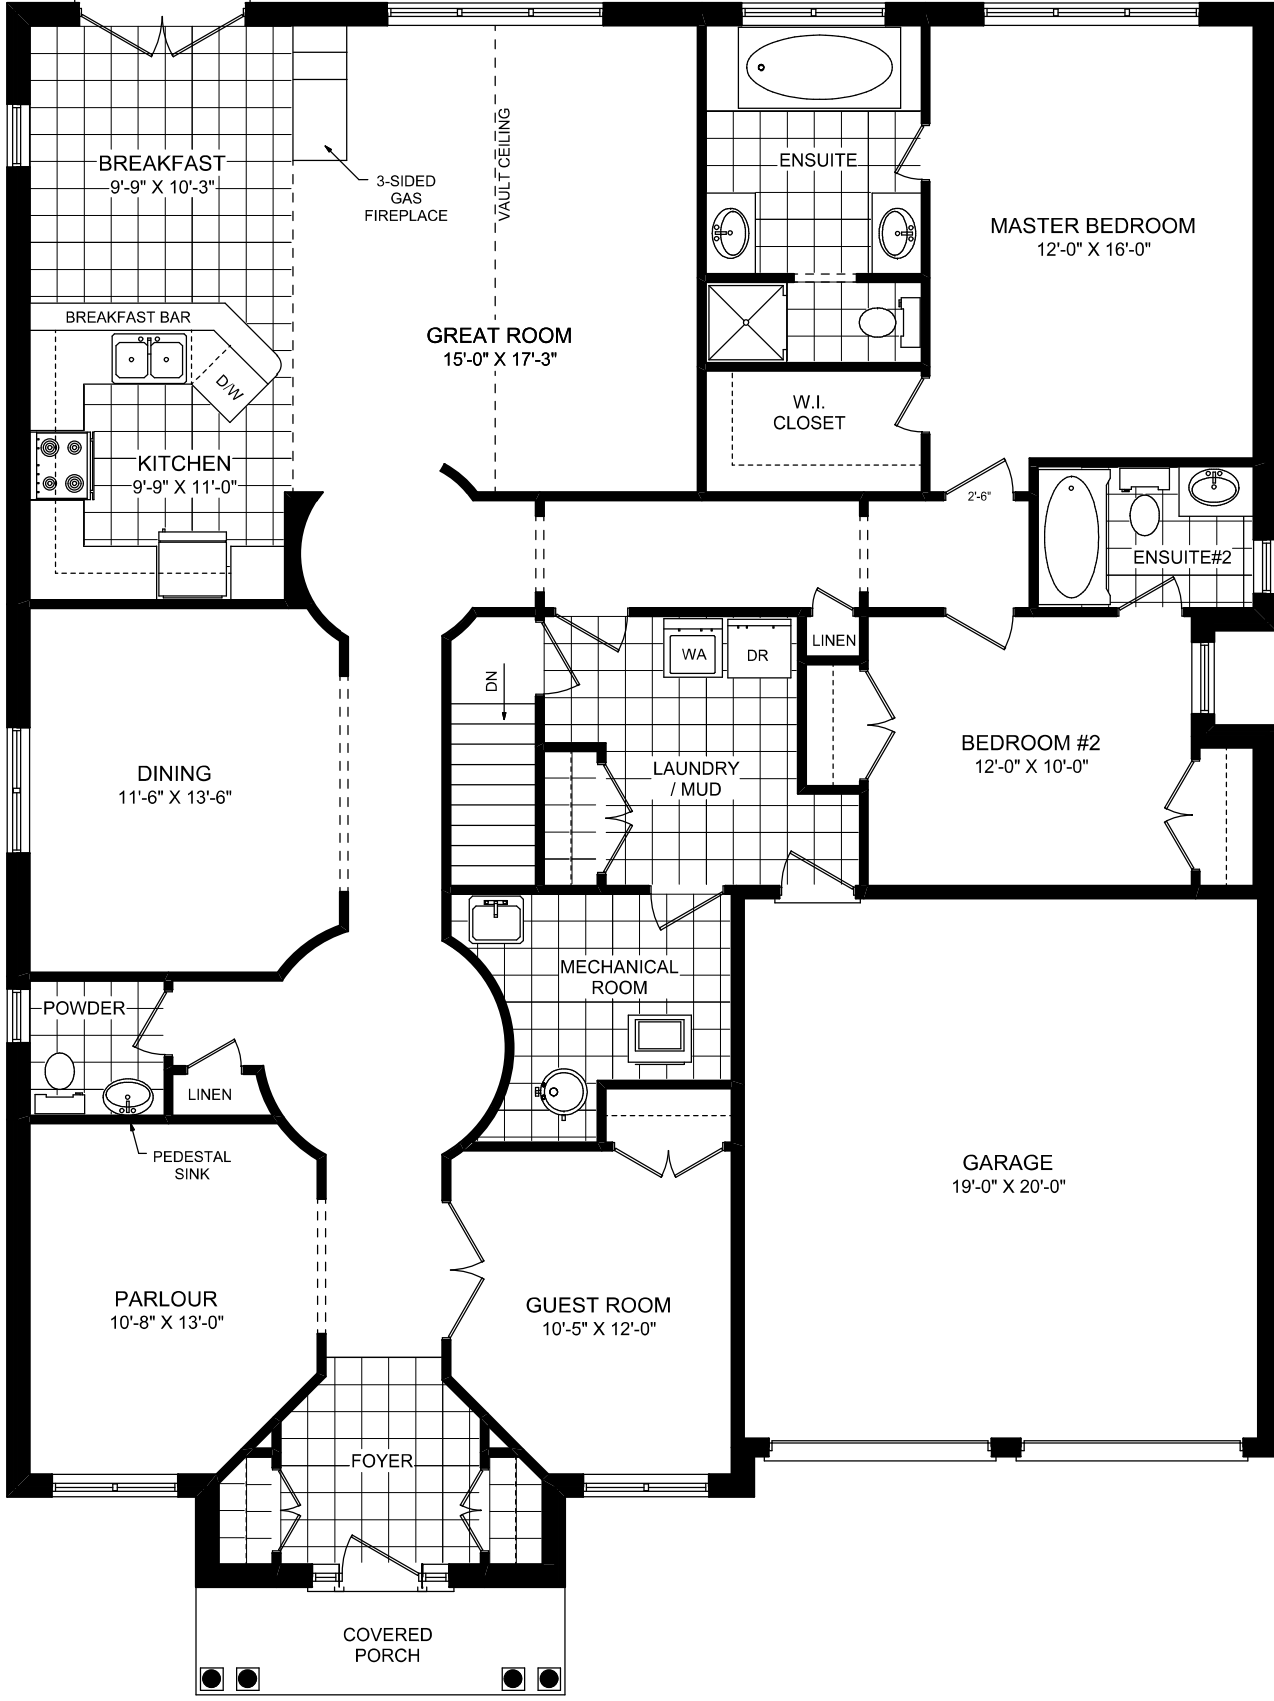 BREAKFAST
9'-9" X 10'-3"
3-SIDED
GAS
FIREPLACE
VAULT CEILING
ENSUITE
MASTER BEDROOM
12'-0" X 16'-0"
BREAKFAST BAR
D/W
GREAT ROOM
15'-0" X 17'-3"
W.I.
CLOSET
KITCHEN
9'-9" X 11'-0"
2'-6"
ENSUITE#2
LINEN
WA
DR
DN
DINING
11'-6" X 13'-6"
LAUNDRY
/ MUD
BEDROOM #2
12'-0" X 10'-0"
MECHANICAL
ROOM
POWDER
LINEN
PEDESTAL
SINK
GARAGE
19'-0" X 20'-0"
PARLOUR
10'-8" X 13'-0"
GUEST ROOM
10'-5" X 12'-0"
FOYER
COVERED
PORCH